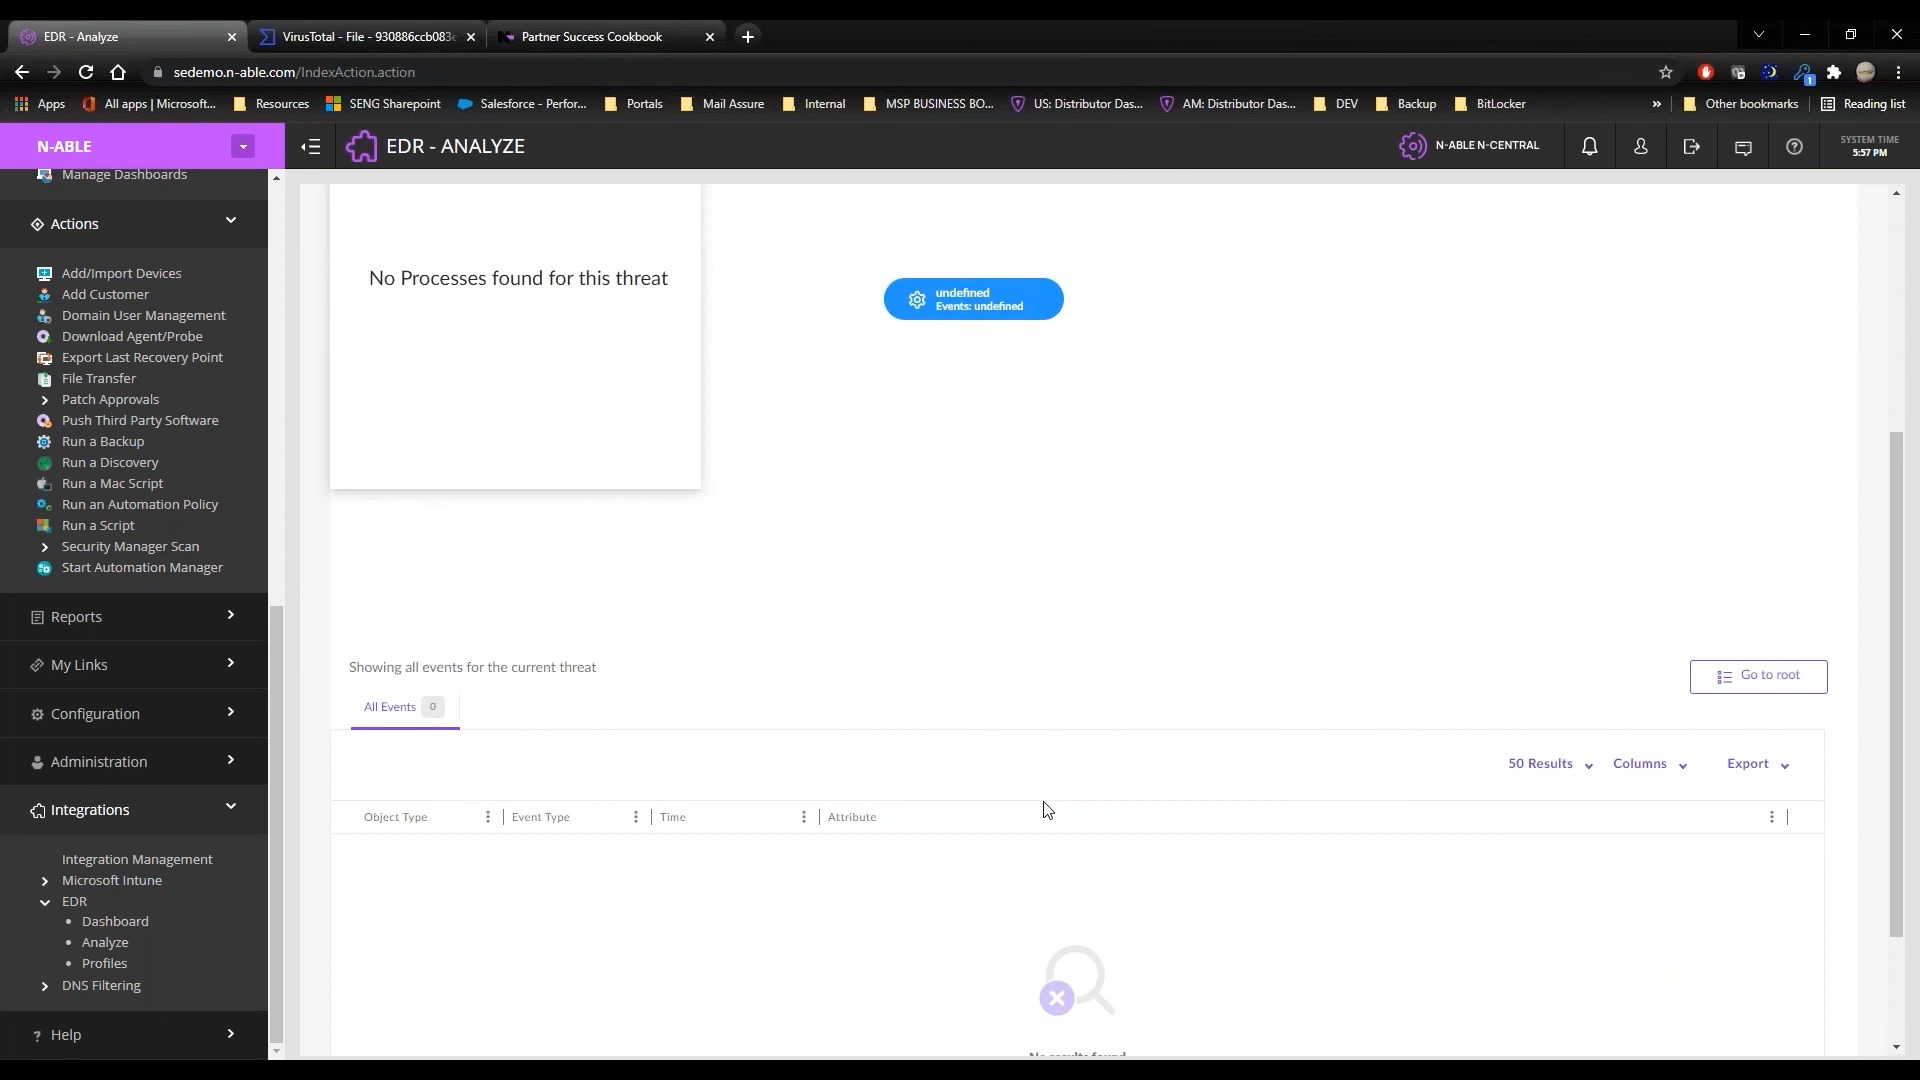 EDR - Analyze
VirusTotal - File - 930886ccb083e
Partner Success Cookbook
sedemo.n-able.com/IndexAction.action
1
Apps
All apps | Microsoft...
Resources
SENG Sharepoint
Salesforce - Perfor...
Portals
Mail Assure
Internal
MSP BUSINESS BO...
US: Distributor Das...
AM: Distributor Das...
DEV
Backup
BitLocker
»
Other bookmarks
Reading list
N-ABLE
EDR - ANALYZE
N-ABLE N-CENTRAL
SYSTEM TIME
5:57 PM
Manage Dashboards
Actions
Add/Import Devices
Add Customer
Domain User Management
Download Agent/Probe
Export Last Recovery Point
File Transfer
Patch Approvals
Push Third Party Software
Run a Backup
Run a Discovery
Run a Mac Script
Run an Automation Policy
Run a Script
Security Manager Scan
Start Automation Manager
Reports
My Links
Configuration
Administration
Integrations
Integration Management
Microsoft Intune
EDR
Dashboard
Analyze
Profiles
DNS Filtering
Help
No Processes found for this threat
undefined
Events: undefined
Showing all events for the current threat
Go to root
All Events 0
50 Results
Columns
Export
Object Type
Event Type
Time
Attribute
No results found